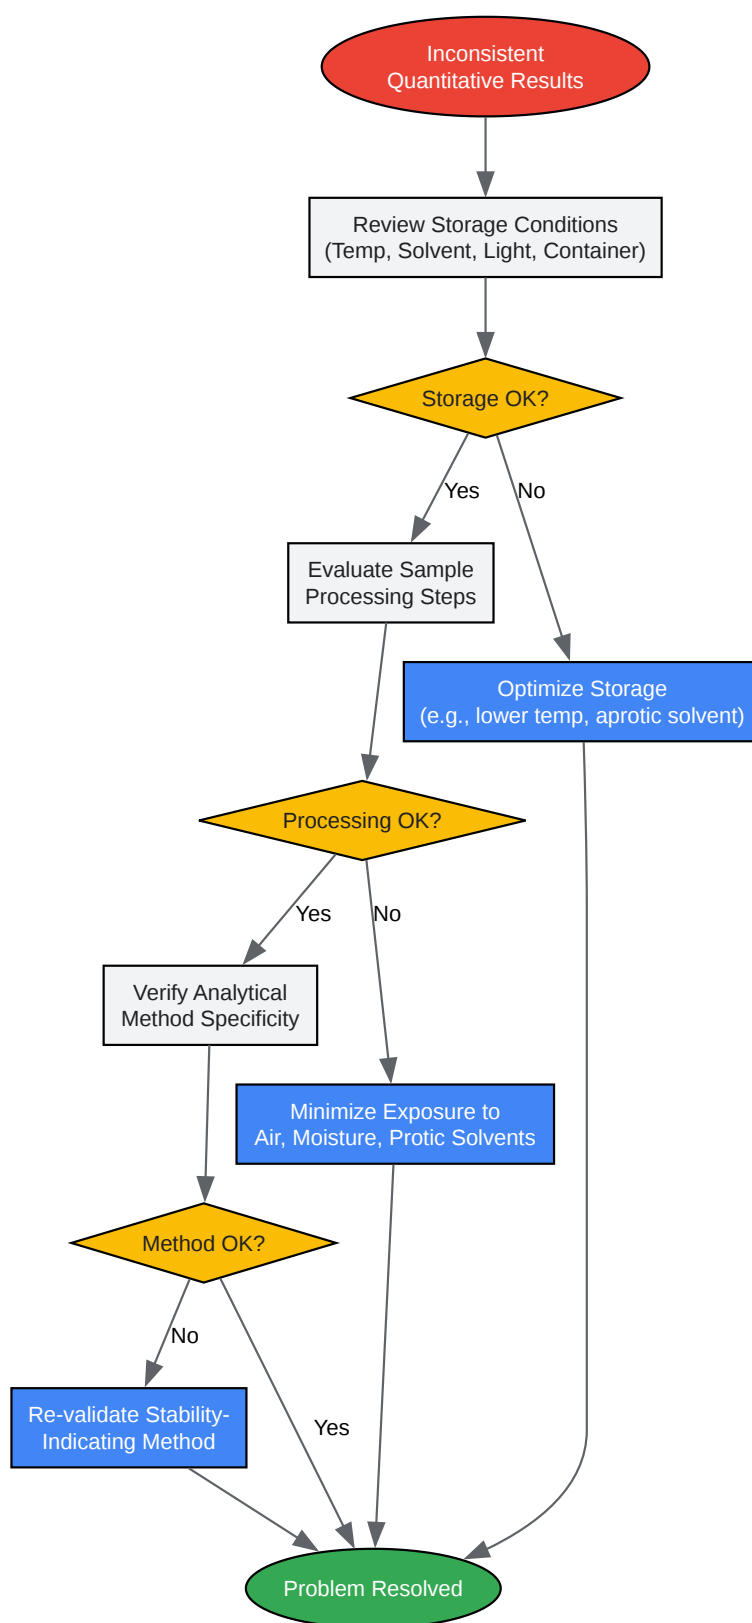 Inconsistent
Quantitative Results
Review Storage Conditions
(Temp, Solvent, Light, Container)
Storage OK?
Yes
No
Evaluate Sample
Processing Steps
Optimize Storage
(e.g., lower temp, aprotic solvent)
Processing OK?
Yes
No
Verify Analytical
Method Specificity
Minimize Exposure to
Air, Moisture, Protic Solvents
Method OK?
No
Re-validate Stability-
Indicating Method
Yes
Problem Resolved